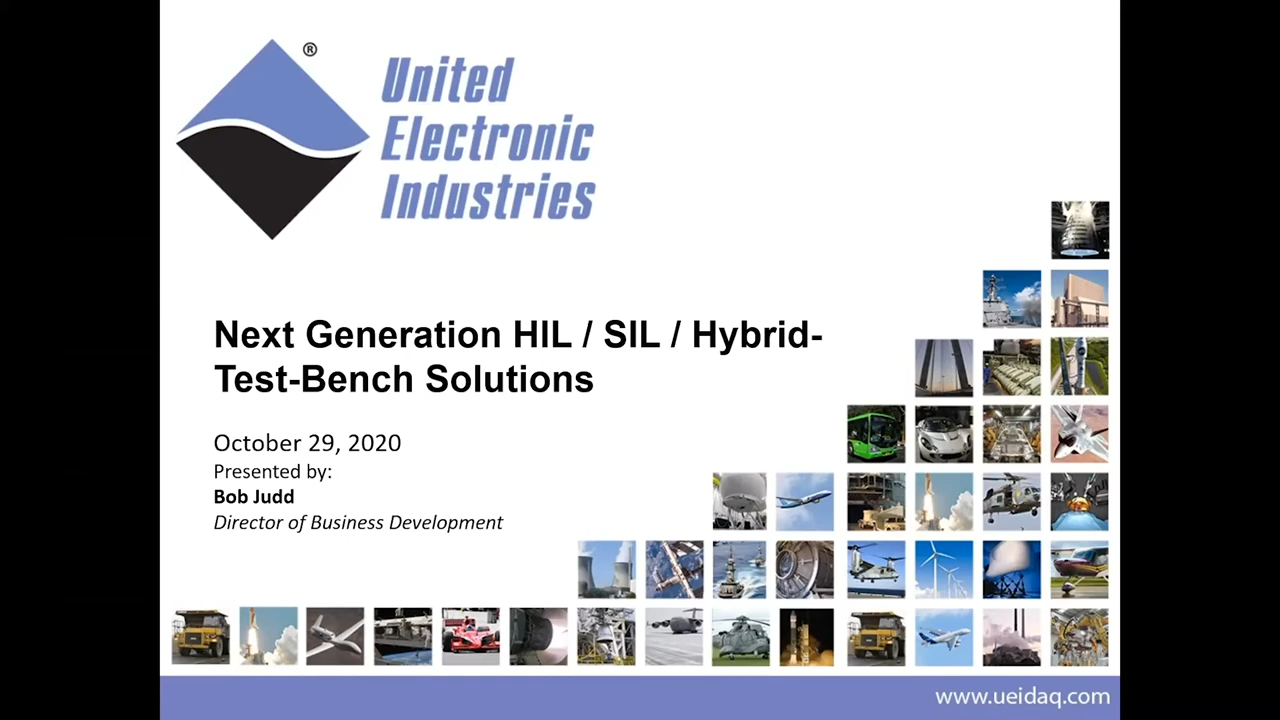 ®
United
Electronic
Industries
Next Generation HIL / SIL / Hybrid-
Test-Bench Solutions
October 29, 2020
Presented by:
Bob Judd
Director of Business Development
www.ueidaq.com